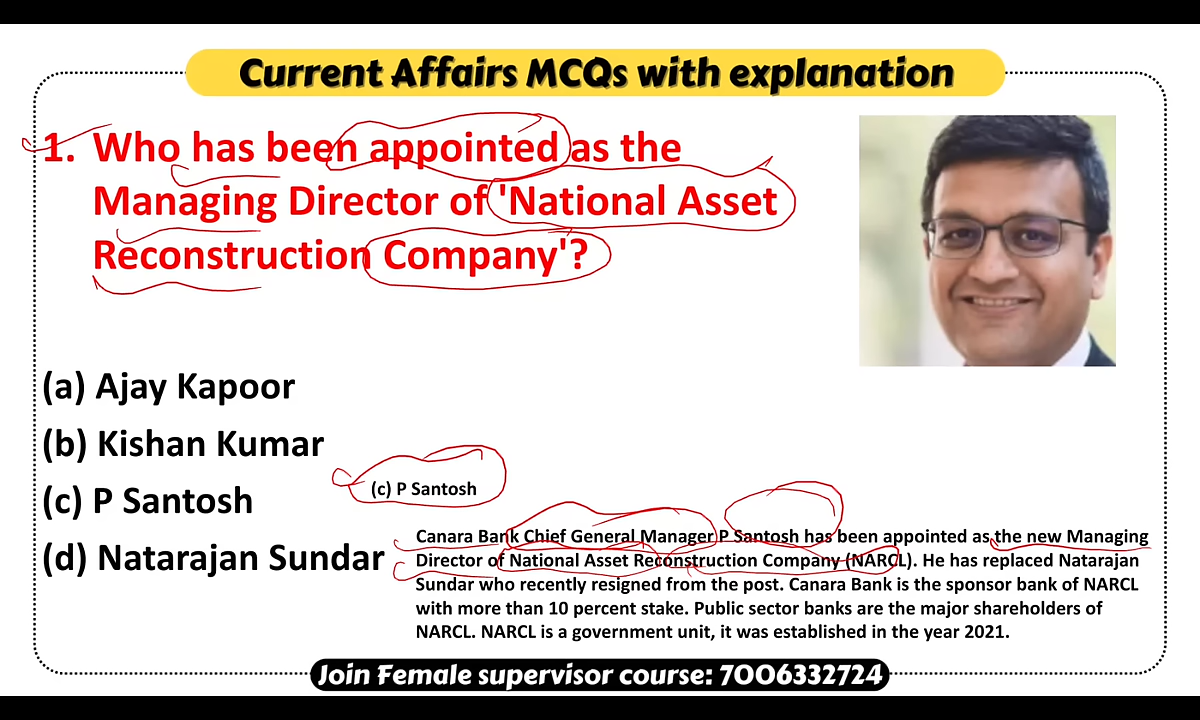 Current Affairs MCQs with explanation
1. Who has been appointed as the
Managing Director of 'National Asset
Reconstruction Company'?
(a) Ajay Kapoor
(b) Kishan Kumar
(c) P Santosh
(d) Natarajan Sundar
(c) P Santosh
Canara Bank Chief General Manager P Santosh has been appointed as the new Managing
Director of National Asset Reconstruction Company (NARCL). He has replaced Natarajan
Sundar who recently resigned from the post. Canara Bank is the sponsor bank of NARCL
with more than 10 percent stake. Public sector banks are the major shareholders of
NARCL. NARCL is a government unit, it was established in the year 2021.
Join Female supervisor course: 7006332724